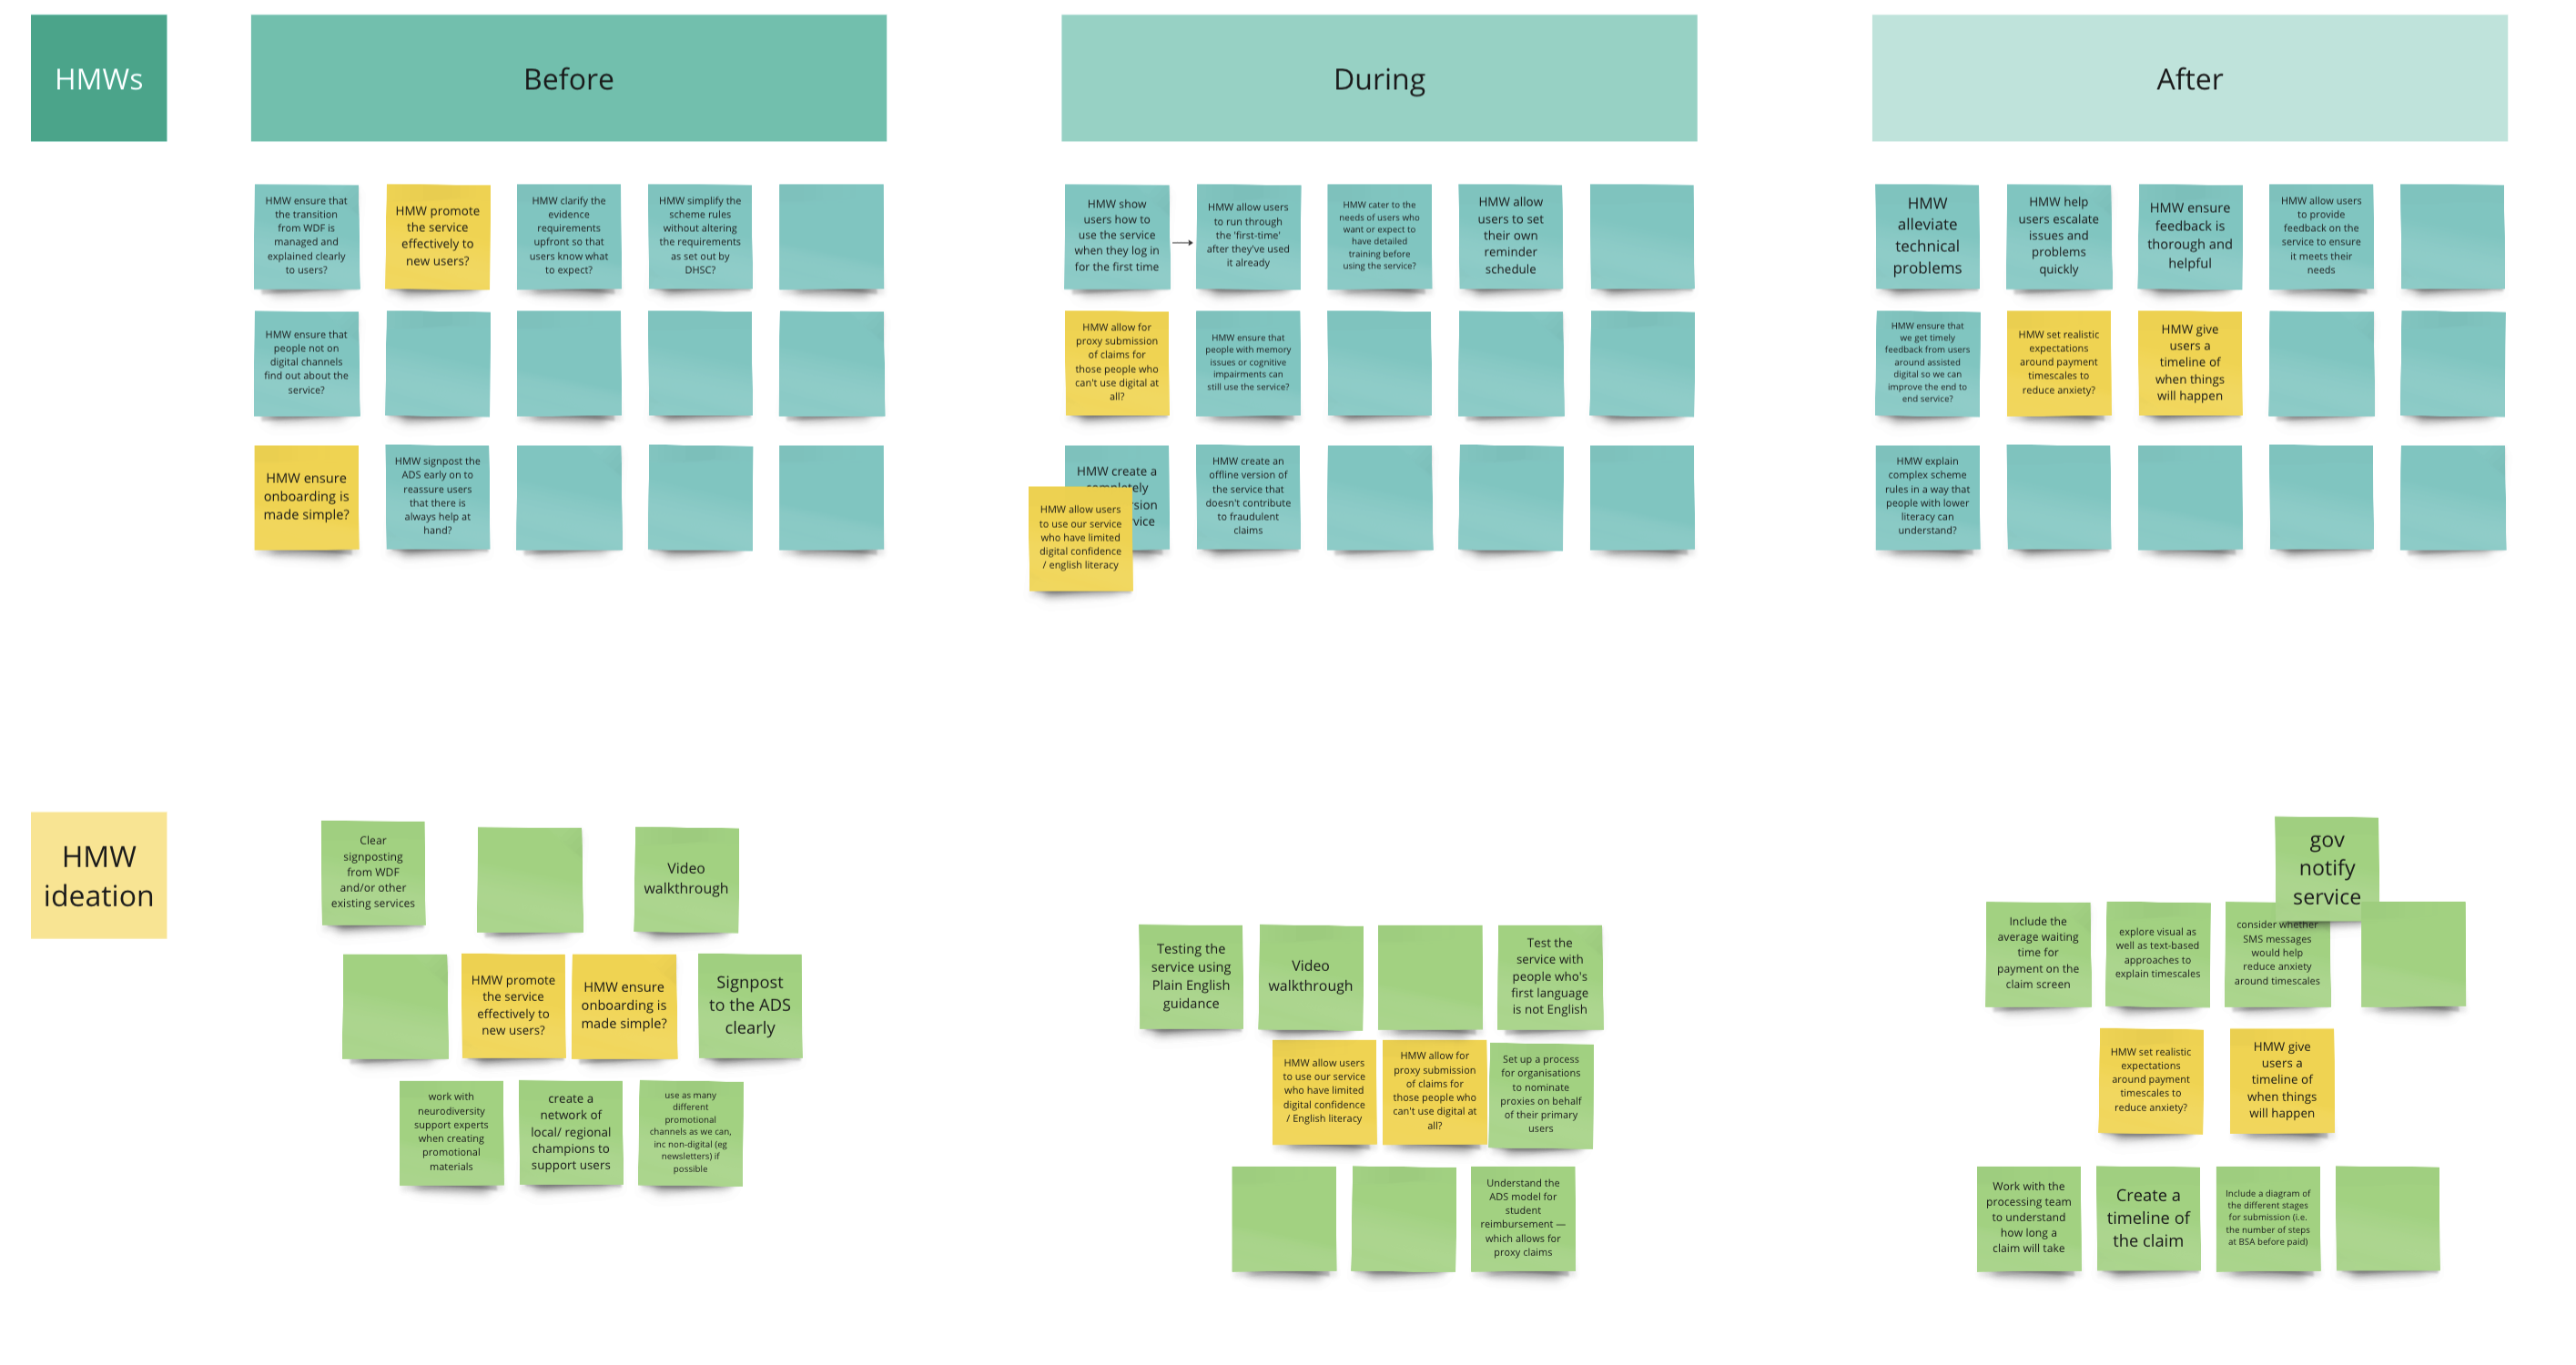 HMWs
Before
During
After
HMW ensure that
the transition
from WDF is
managed and
explained clearly
to users?
HMW promote
the service
effectively to
new users?
HMW clarify the
evidence
requirements
upfront so that
users know what
to expect?
HMW simplify the
scheme rules
without altering
the requirements
as set out by
DHSC?
HMW show
users how to
use the service
when they log in
for the first time
HMW allow users
to run through
the 'first-time'
after they've used
it already
HMW cater to the
needs of users who
want or expect to
have detailed
training before
using the service?
HMW allow
users to set
their own
reminder
schedule
HMW
alleviate
technical
problems
HMW help
users escalate
issues and
problems
quickly
HMW ensure
feedback is
thorough and
helpful
HMW allow users
to provide
feedback on the
service to ensure
it meets their
needs
HMW ensure that
people not on
digital channels
find out about the
service?
HMW allow for
proxy submission
of claims for
those people who
can't use digital at
all?
HMW ensure that
people with memory
issues or cognitive
impairments can
still use the service?
HMW ensure that
we get timely
feedback from users
around assisted
digital so we can
improve the end to
end service?
HMW set realistic
expectations
around payment
timescales to
reduce anxiety?
HMW give
users a
timeline of
when things
will happen
HMW ensure
onboarding is
made simple?
HMW signpost the
ADS early on to
reassure users
that there is
always help at
hand?
HMW create a
HMW allow users
to use our service
who have limited
digital confidence
/ english literacy
HMW create an
offline version of
the service that
doesn't contribute
to fraudulent
claims
HMW explain
complex scheme
rules in a way that
people with lower
literacy can
understand?
HMW
ideation
Clear
signposting
from WDF
and/or other
existing services
Video
walkthrough
HMW promote
the service
effectively to
new users?
HMW ensure
onboarding is
made simple?
Signpost
to the ADS
clearly
work with
neurodiversity
support experts
when creating
promotional
materials
create a
network of
local/ regional
champions to
support users
use as many
different
promotional
channels as we can,
inc non-digital (eg
newsletters) if
possible
Testing the
service using
Plain English
guidance
Video
walkthrough
Test the
service with
people who's
first language
is not English
HMW allow users
to use our service
who have limited
digital confidence
/ English literacy
HMW allow for
proxy submission
of claims for
those people who
can't use digital at
all?
Set up a process
for organisations
to nominate
proxies on behalf
of their primary
users
Understand the
ADS model for
student
reimbursement —
which allows for
proxy claims
gov
notify
service
Include the
average waiting
time for
payment on the
claim screen
explore visual as
well as text-based
approaches to
explain timescales
consider whether
SMS messages
would help
reduce anxiety
around timescales
HMW set realistic
expectations
around payment
timescales to
reduce anxiety?
HMW give
users a
timeline of
when things
will happen
Work with the
processing team
to understand
how long a
claim will take
Create a
timeline of
the claim
Include a diagram of
the different stages
for submission (i.e.
the number of steps
at BSA before paid)